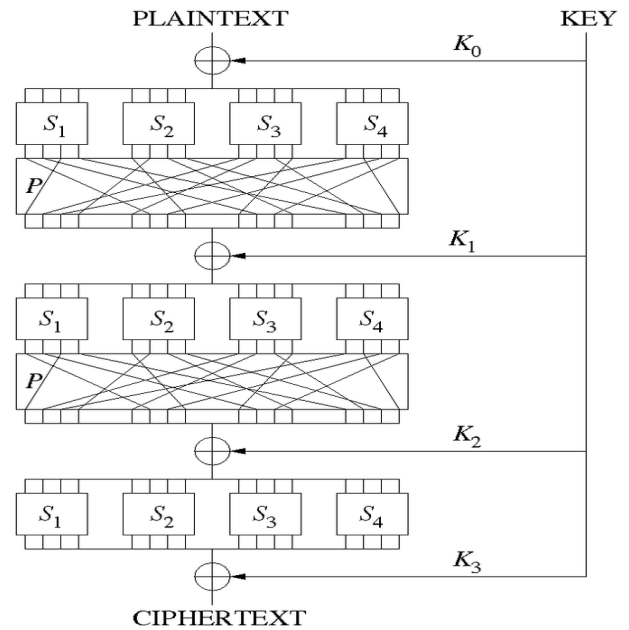 PLAINTEXT KEY
K0
S1 S2 S3 S4
P
K1
S1 S2 S3 S4
P
K2
S1 S2 S3 S4
K3
CIPHERTEXT